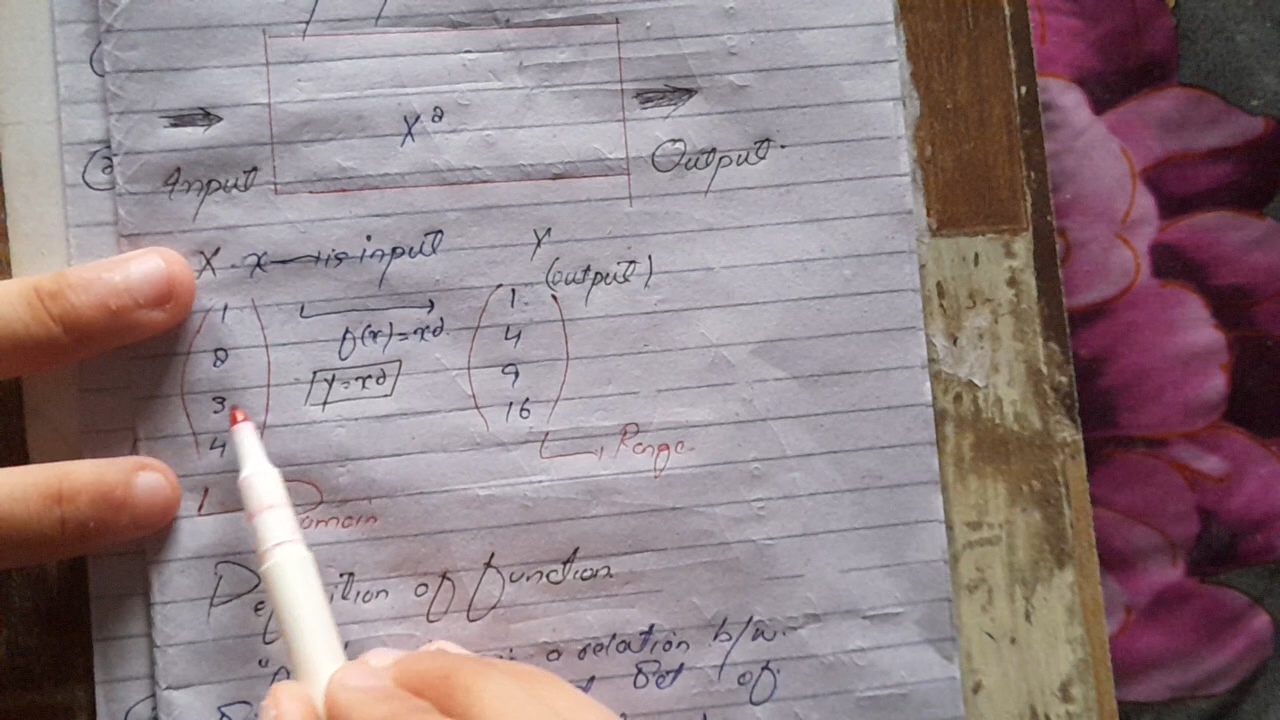 X²
Input
Output.
X x → is input
Y
(output)
1
2
3
4
f(x)=x²
y=x²
1
4
9
16
Range.
Domain
Definition of function
is a relation b/w.
Set of